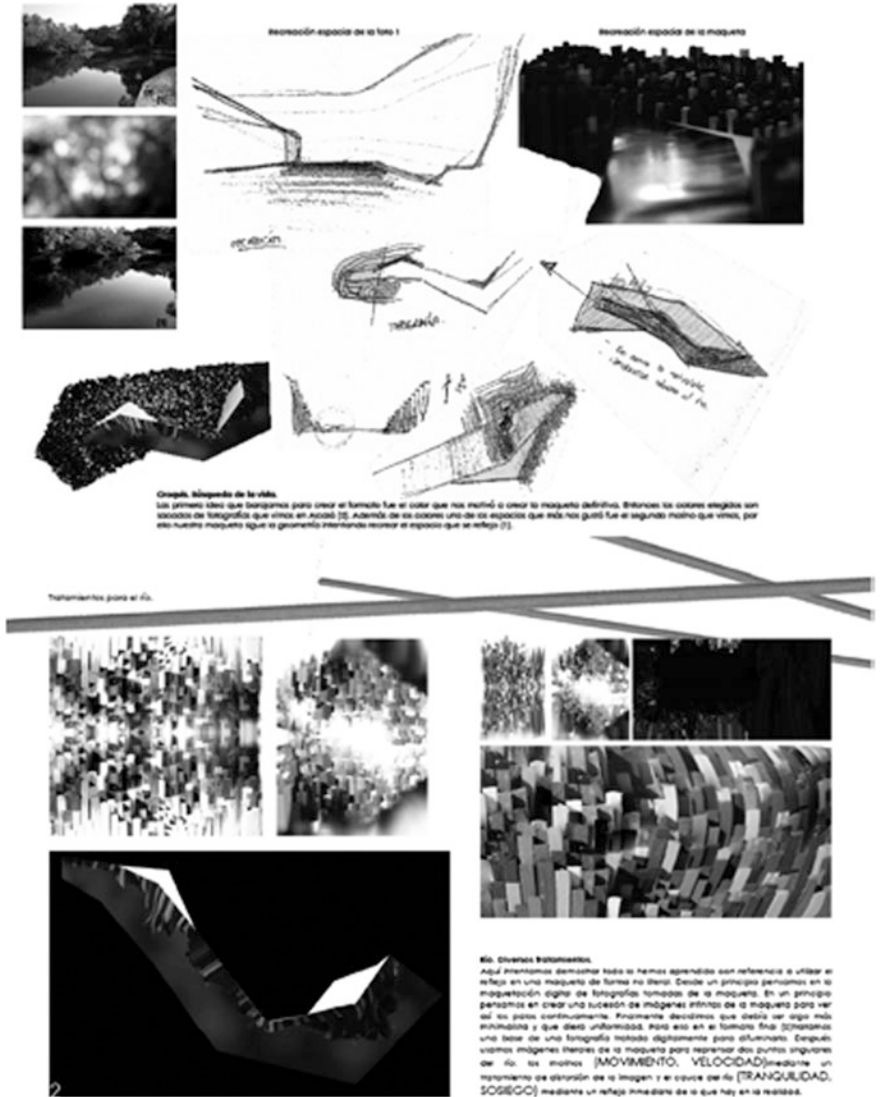 Recreación espacial de la foto 1
Recreación espacial de la maqueta
Croquis. Búsqueda de la vida.
Las primera idea que barajamos para crear el formato fue el color que nos motivó a crear la maqueta definitiva. Entonces los colores elegidos son
sacados de fotografías que vimos en Alcalá (2). Además de los colores uno de los espacios que más nos gustó fue el segundo molino que vimos, por
ello nuestra maqueta sigue la geometría intentando recrear el espacio que se refleja (1).
Tratamientos para el río.
Río. Diversos tratamientos.
Aquí intentamos demostrar todo lo hemos aprendido con referencia a utilizar el
reflejo en una maqueta de forma no literal. Desde un principio pensamos en la
maquetación digital de fotografías tomadas de la maqueta. En un principio
pensamos en crear una sucesión de imágenes infinitas de la maqueta para ver
así los palos continuamente. Finalmente decidimos que debía ser algo más
minimalista y que diera uniformidad. Para eso en el formato final
una base de una fotografía tratada digitalmente para difuminarla. Después
usamos imágenes literales de la maqueta para reprensar dos puntos singulares
del río: los molinos (MOVIMIENTO, VELOCIDAD)mediante un
tratamiento de distorsión de la imagen y el cauce del río (TRANQUILIDAD,
SOSIEGO) mediante un reflejo inmediato de lo que hay en la realidad.
2